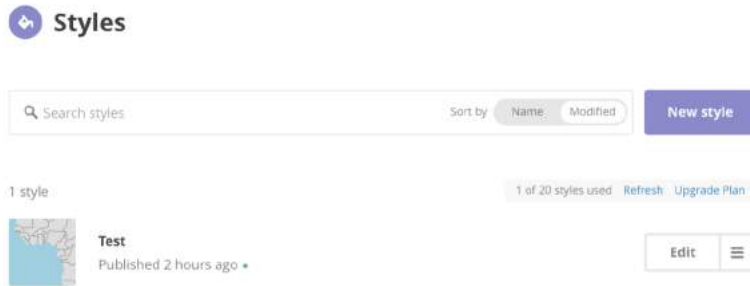 Styles
Search styles Sort by Name Modified New style
1 style 1 of 20 styles used Refresh Upgrade Plan
Test
Published 2 hours ago Edit